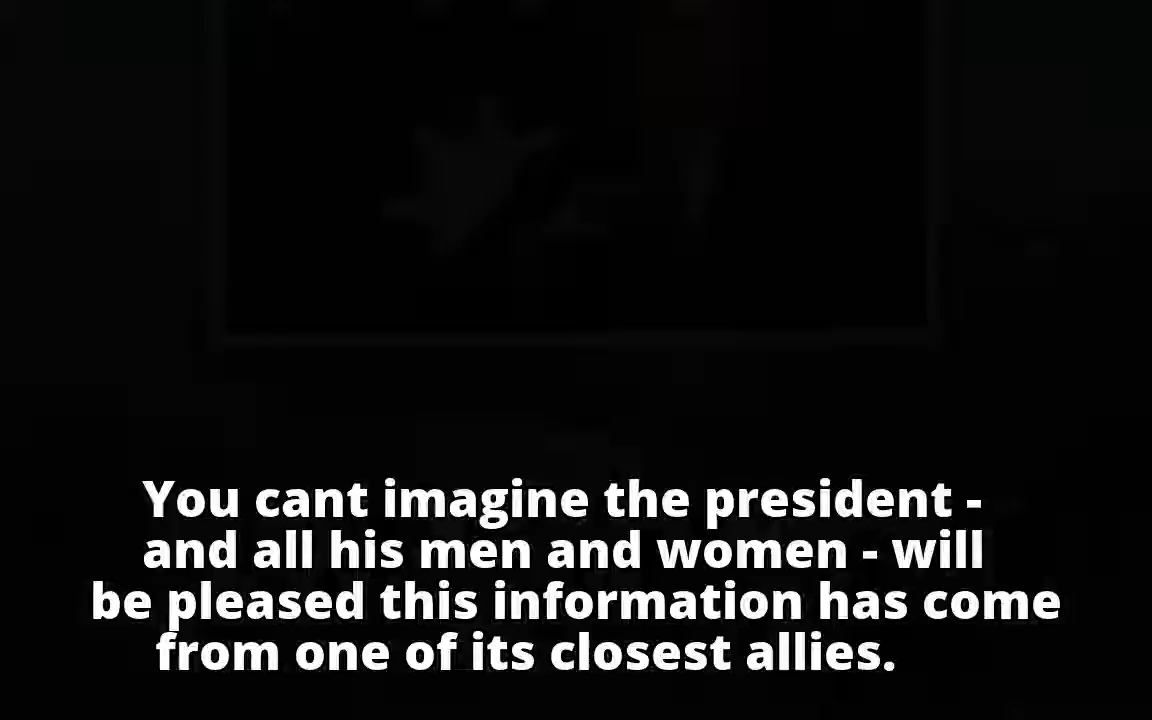 You cant imagine the president -
and all his men and women - will
be pleased this information has come
from one of its closest allies.